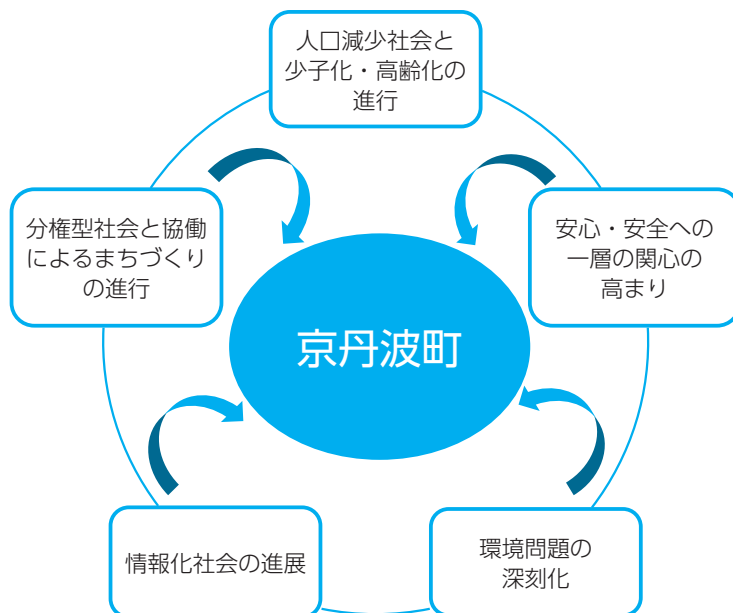 人口減少社会と
少子化・高齢化の
進行
分権型社会と協働
によるまちづくり
の進行
安心・安全への
一層の関心の
高まり
京丹波町
情報化社会の進展
環境問題の
深刻化